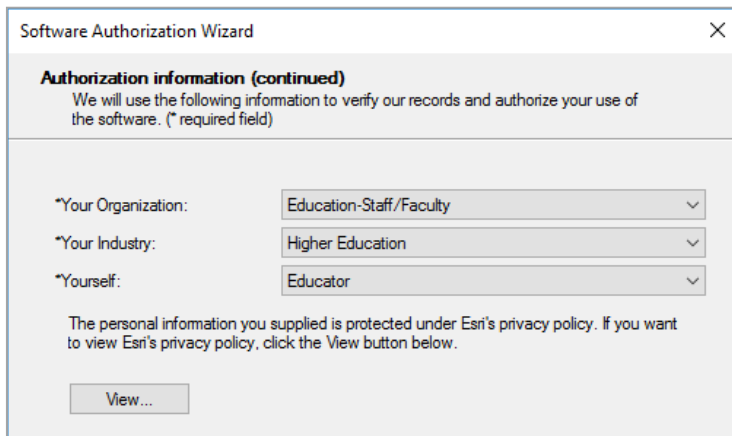 Software Authorization Wizard
Authorization information (continued)
We will use the following information to verify our records and authorize your use of
the software. (* required field)
*Your Organization: Education-Staff/Faculty
*Your Industry: Higher Education
*Yourself: Educator
The personal information you supplied is protected under Esri's privacy policy. If you want
to view Esri's privacy policy, click the View button below.
View...